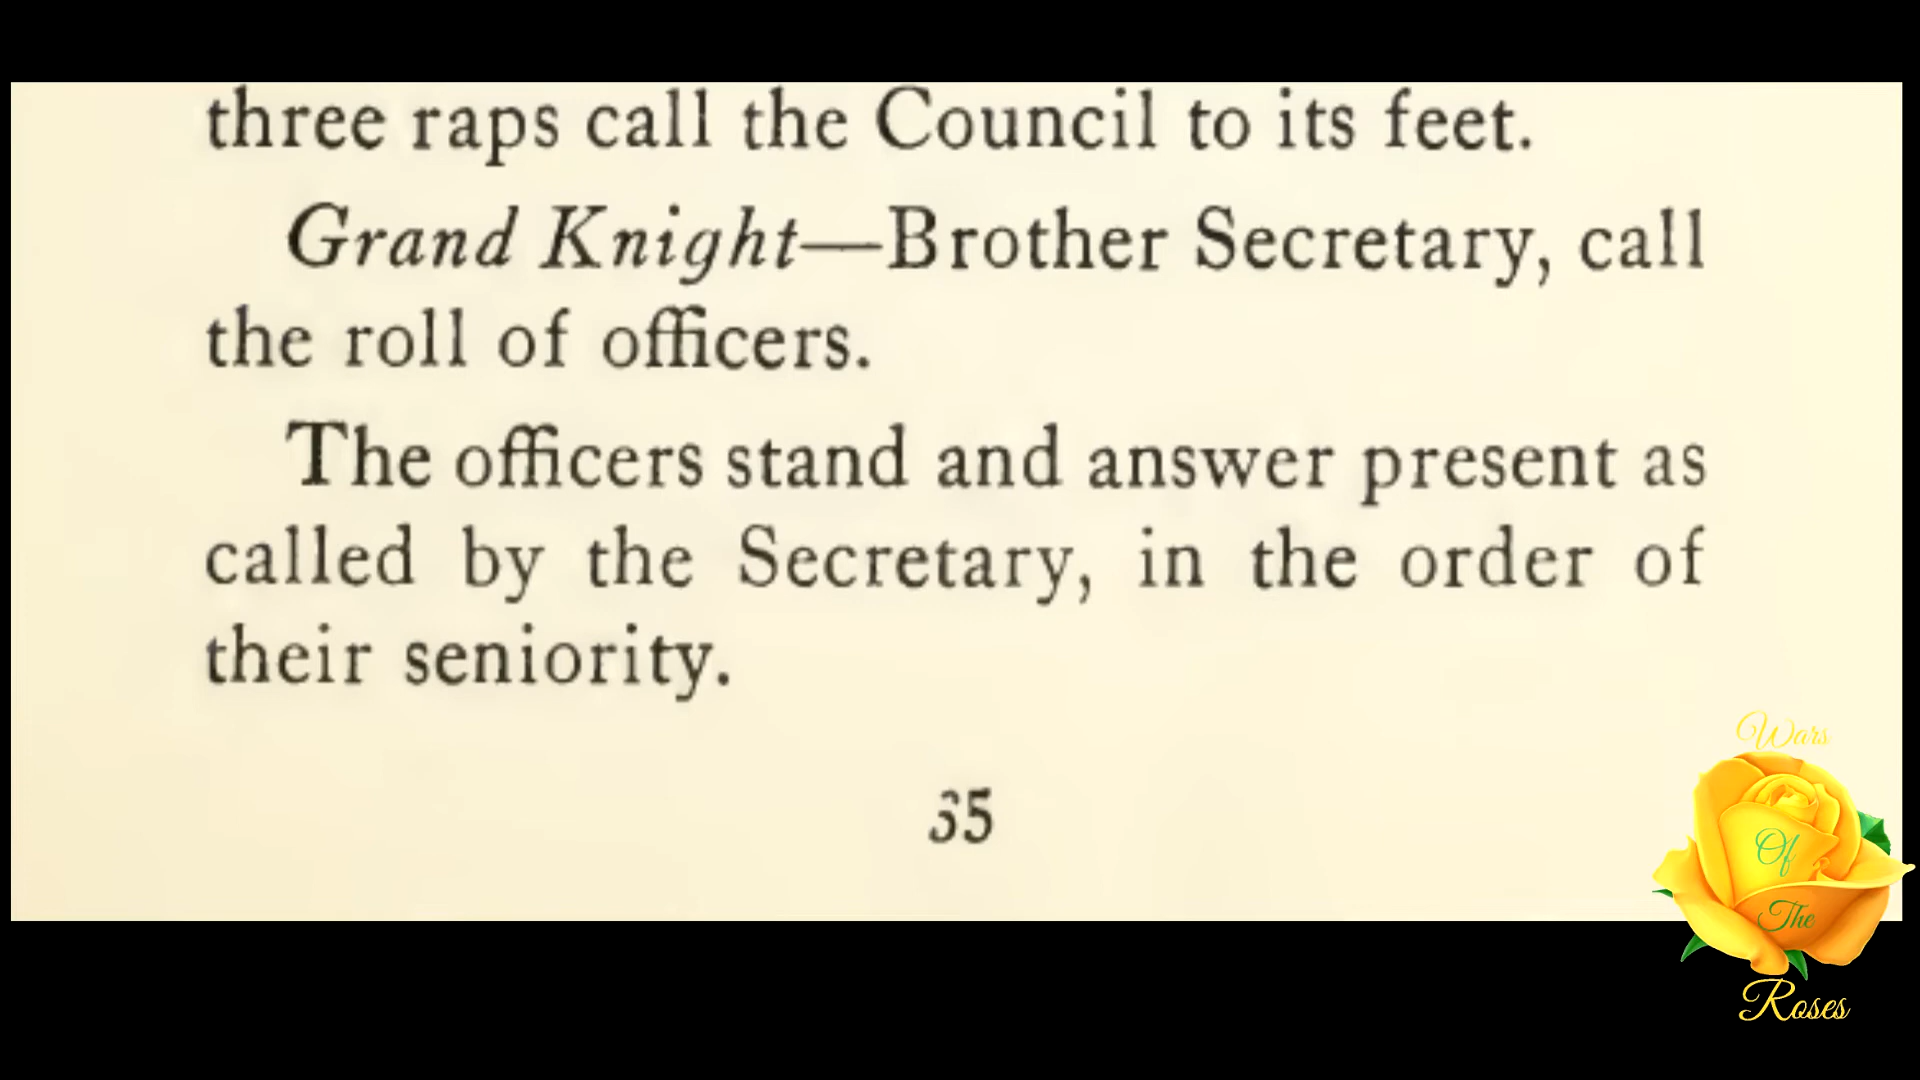 three raps call the Council to its feet.
Grand Knight—Brother Secretary, call
the roll of officers.
The officers stand and answer present as
called by the Secretary, in the order of
their seniority.
35
Wars
Of
The
Roses